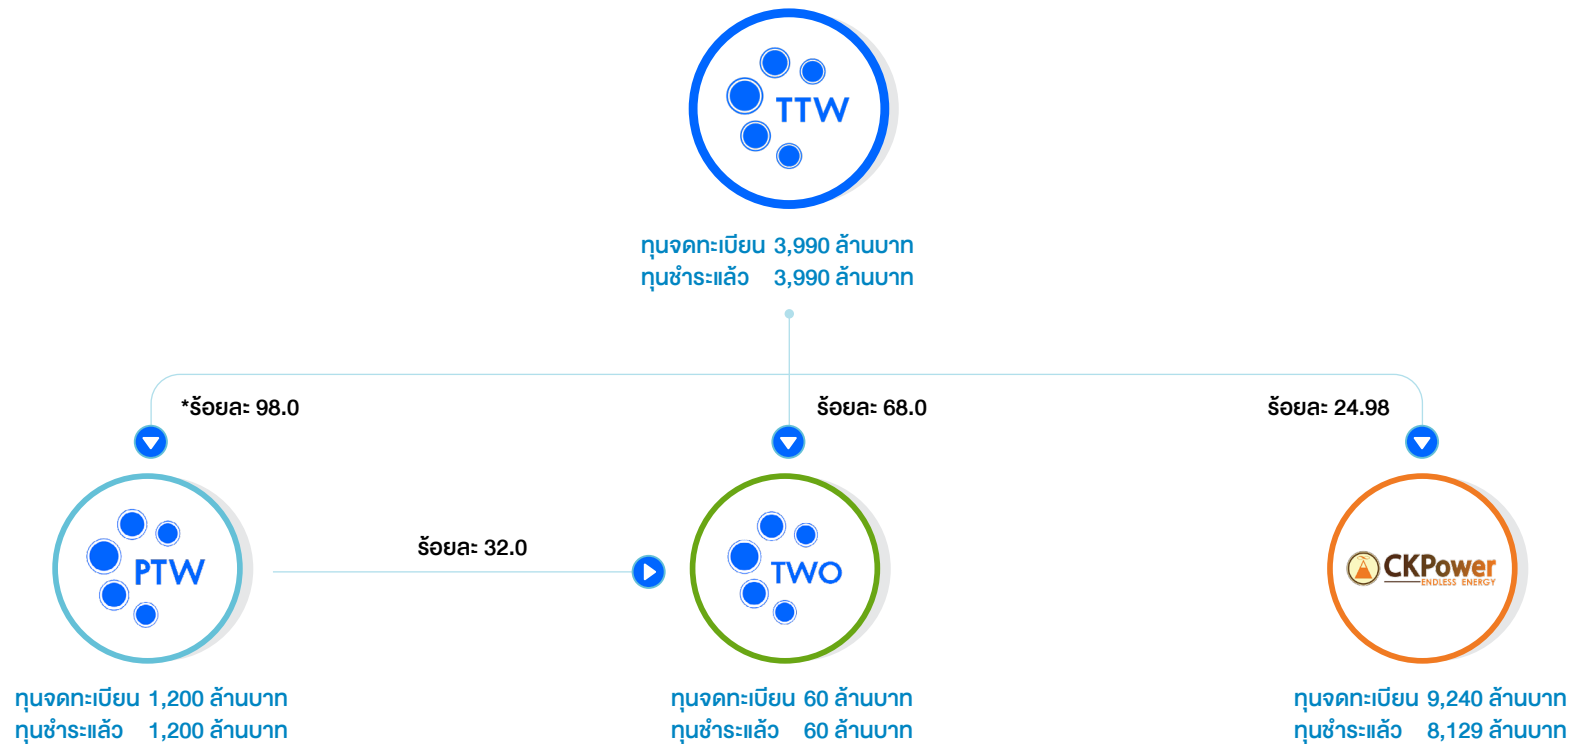 TTW
ทุนจดทะเบียน 3,990 ล้านบาท
ทุนชำระแล้ว 3,990 ล้านบาท
*ร้อยละ 98.0
ร้อยละ 68.0
ร้อยละ 24.98
PTW
ร้อยละ 32.0
TWO
CKPower
ENDLESS ENERGY
ทุนจดทะเบียน 1,200 ล้านบาท
ทุนชำระแล้ว 1,200 ล้านบาท
ทุนจดทะเบียน 60 ล้านบาท
ทุนชำระแล้ว 60 ล้านบาท
ทุนจดทะเบียน 9,240 ล้านบาท
ทุนชำระแล้ว 8,129 ล้านบาท